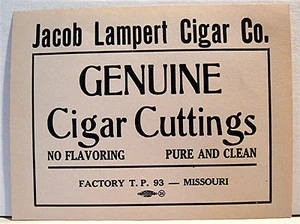 Jacob Lampert Cigar Co.
GENUINE
Cigar Cuttings
NO FLAVORING PURE AND CLEAN
FACTORY T. P. 93 — MISSOURI